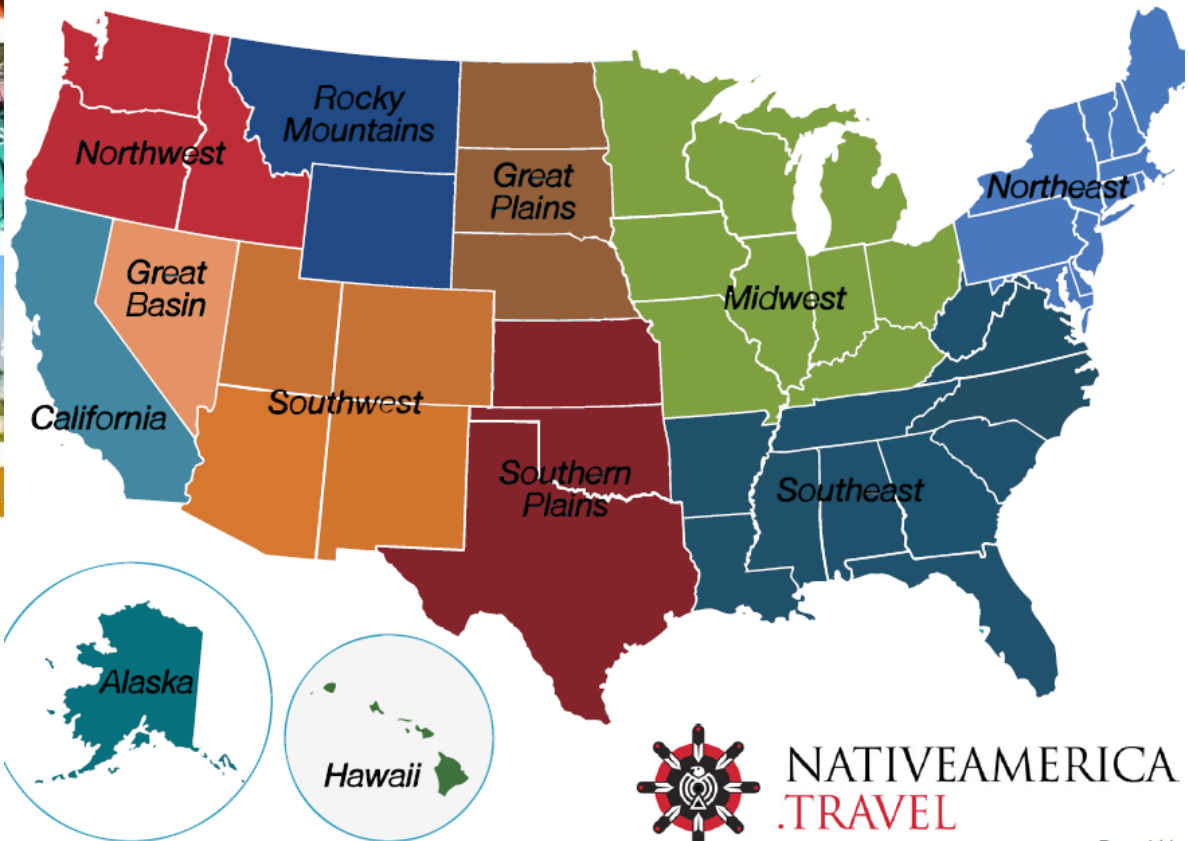 Rocky
Mountains
Northwest
Great
Plains
Northeast
Great
Basin
Midwest
California
Southwest
Southern
Plains
Southeast
Alaska
Hawaii
NATIVEAMERICA
.TRAVEL